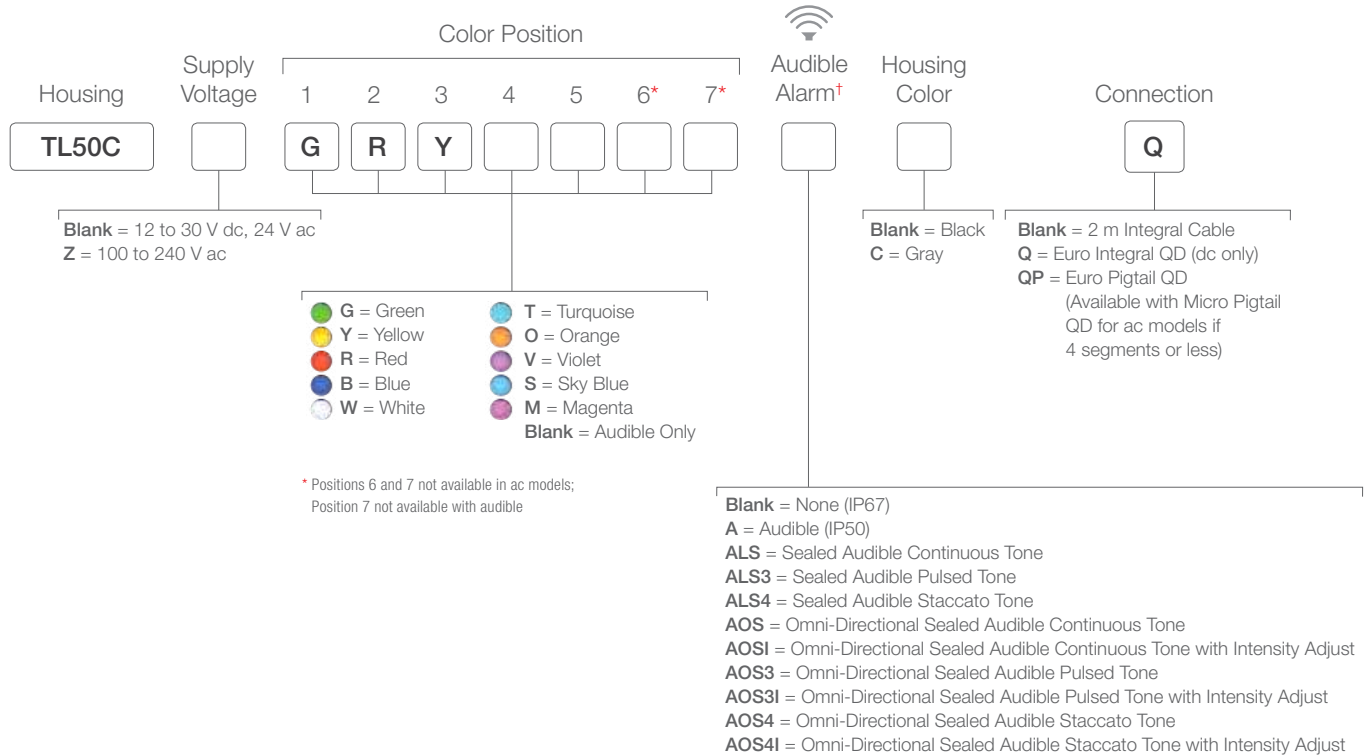 Color Position
Housing
Supply
Voltage
1 2 3 4 5 6* 7*
Audible
Alarm†
Housing
Color
Connection
TL50C G R Y Q
Blank = 12 to 30 V dc, 24 V ac
Z = 100 to 240 V ac
G = Green
Y = Yellow
R = Red
B = Blue
W = White
T = Turquoise
O = Orange
V = Violet
S = Sky Blue
M = Magenta
Blank = Audible Only
* Positions 6 and 7 not available in ac models;
Position 7 not available with audible
Blank = Black
C = Gray
Blank = 2 m Integral Cable
Q = Euro Integral QD (dc only)
QP = Euro Pigtail QD
(Available with Micro Pigtail
QD for ac models if
4 segments or less)
Blank = None (IP67)
A = Audible (IP50)
ALS = Sealed Audible Continuous Tone
ALS3 = Sealed Audible Pulsed Tone
ALS4 = Sealed Audible Staccato Tone
AOS = Omni-Directional Sealed Audible Continuous Tone
AOSI = Omni-Directional Sealed Audible Continuous Tone with Intensity Adjust
AOS3 = Omni-Directional Sealed Audible Pulsed Tone
AOS3I = Omni-Directional Sealed Audible Pulsed Tone with Intensity Adjust
AOS4 = Omni-Directional Sealed Audible Staccato Tone
AOS4I = Omni-Directional Sealed Audible Staccato Tone with Intensity Adjust